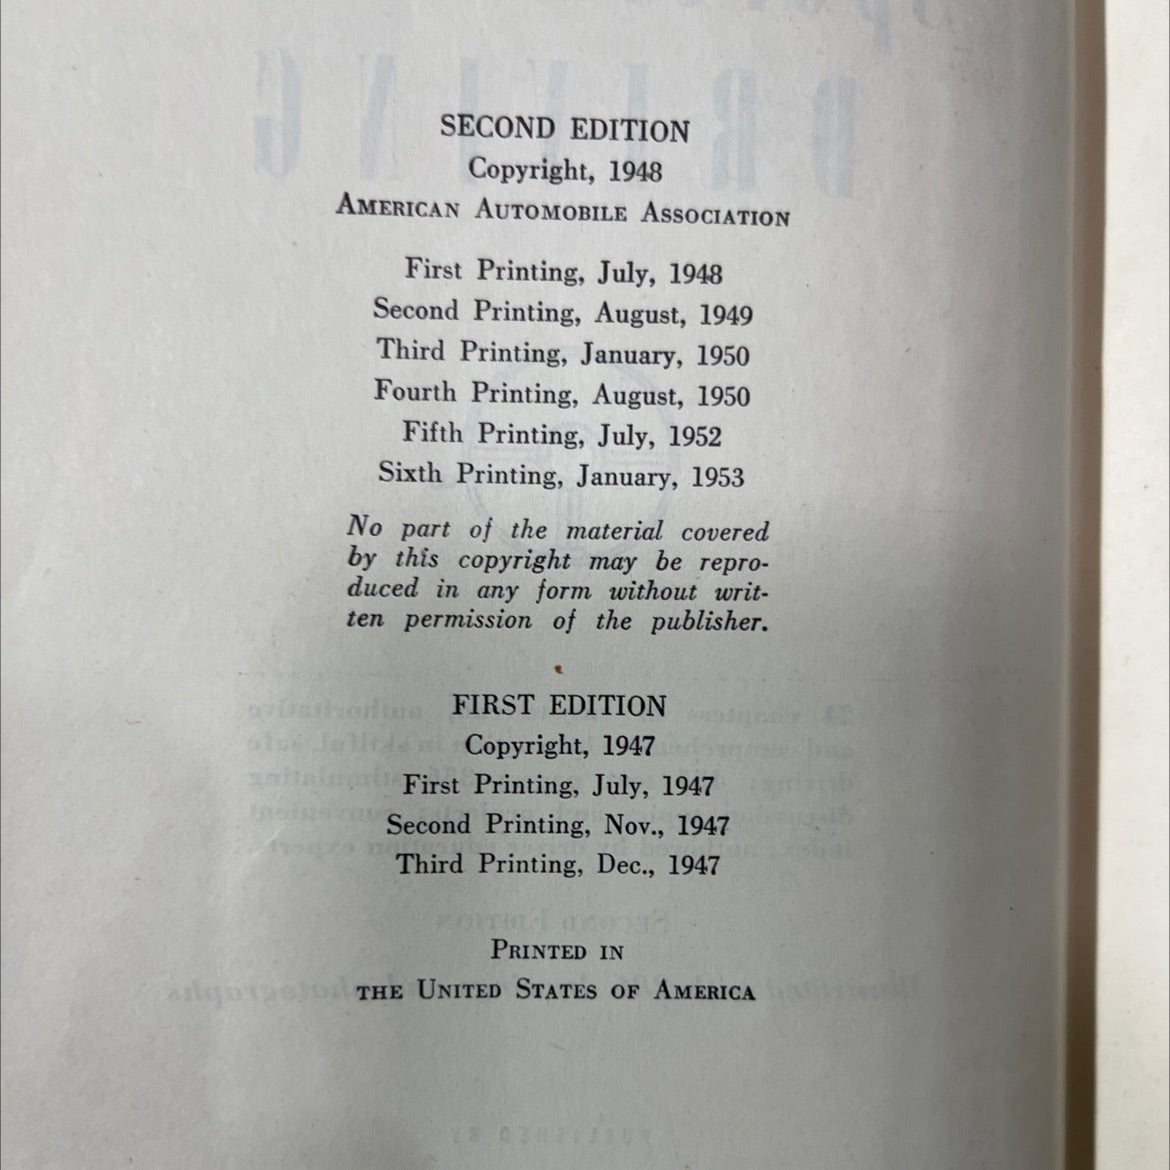 SECOND EDITION
Copyright, 1948
AMERICAN AUTOMOBILE ASSOCIATION
First Printing, July, 1948
Second Printing, August, 1949
Third Printing, January, 1950
Fourth Printing, August, 1950
Fifth Printing, July, 1952
Sixth Printing, January, 1953
No part of the material covered
by this copyright may be repro-
duced in any form without writ-
ten permission of the publisher.
FIRST EDITION
Copyright, 1947
First Printing, July, 1947
Second Printing, Nov., 1947
Third Printing, Dec., 1947
PRINTED IN
THE UNITED STATES OF AMERICA